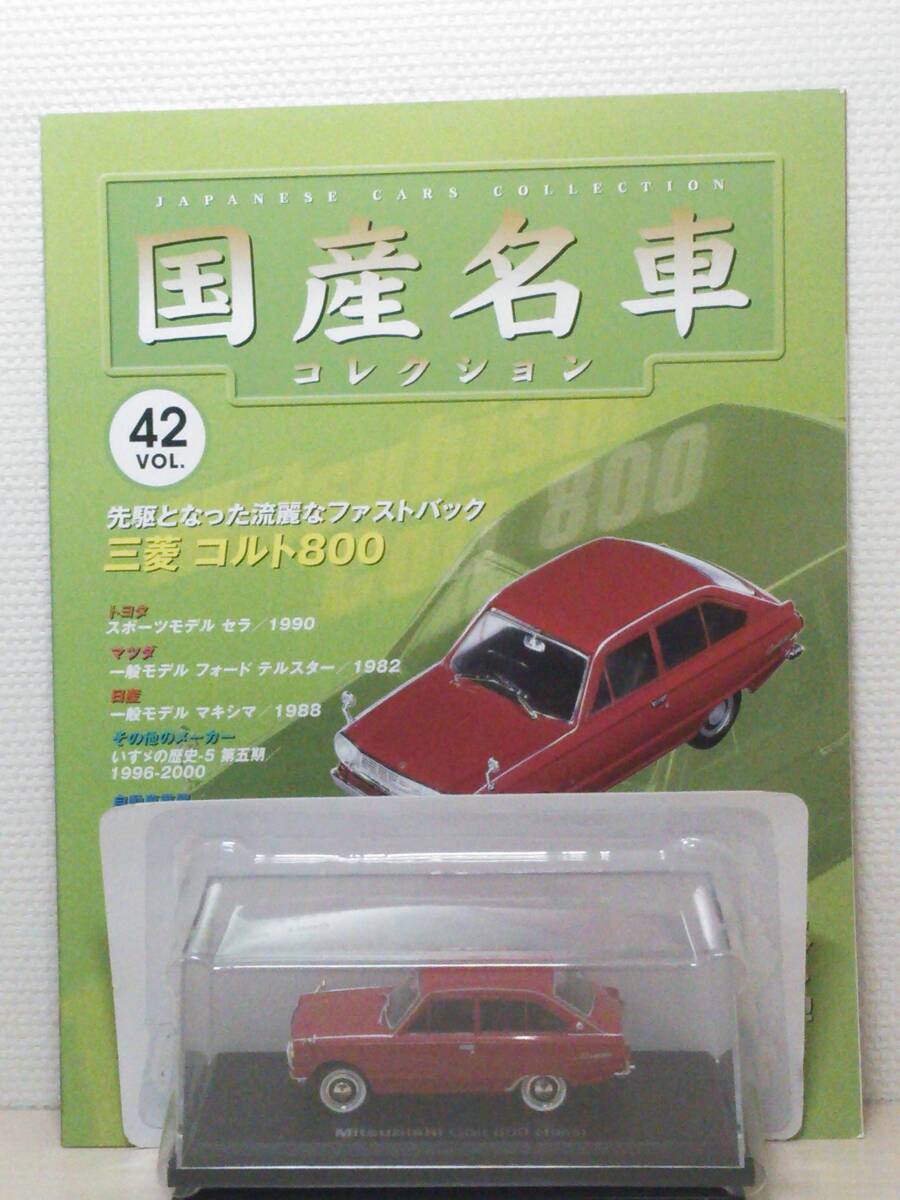 JAPANESE CARS COLLECTION
国産名車
コレクション
42
VOL.
800
先駆となった流麗なファストバック
三菱 コルト800
トヨタ
スポーツモデル セラ/1990
マツダ
一般モデル フォード テルスター/1982
日産
一般モデル マキシマ/1988
その他のメーカー
いすゞの歴史-5 第五期
1996-2000
Mitsubishi Colt 800